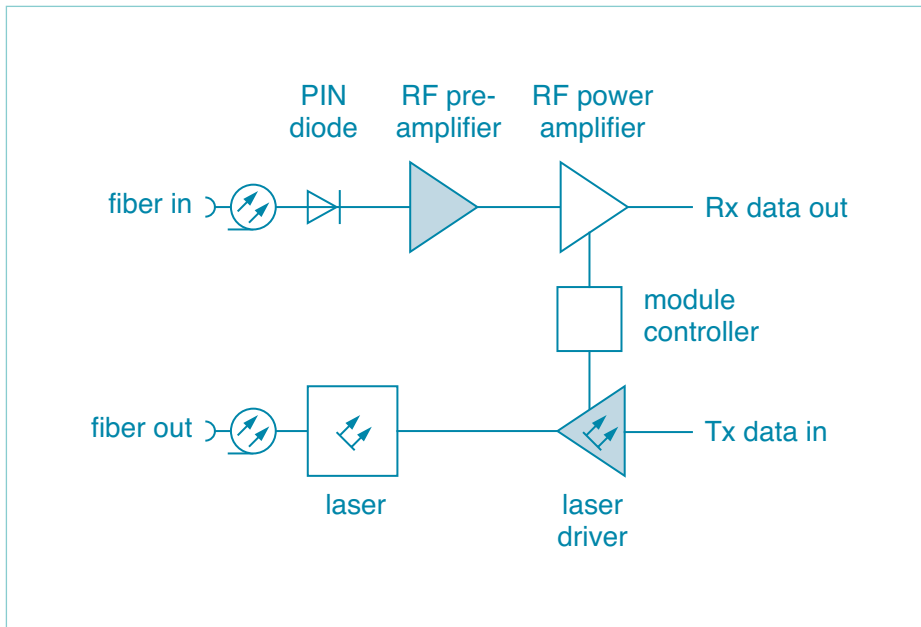 PIN
diode
RF pre-
amplifier
RF power
amplifier
fiber in
Rx data out
module
controller
fiber out
Tx data in
laser
laser
driver